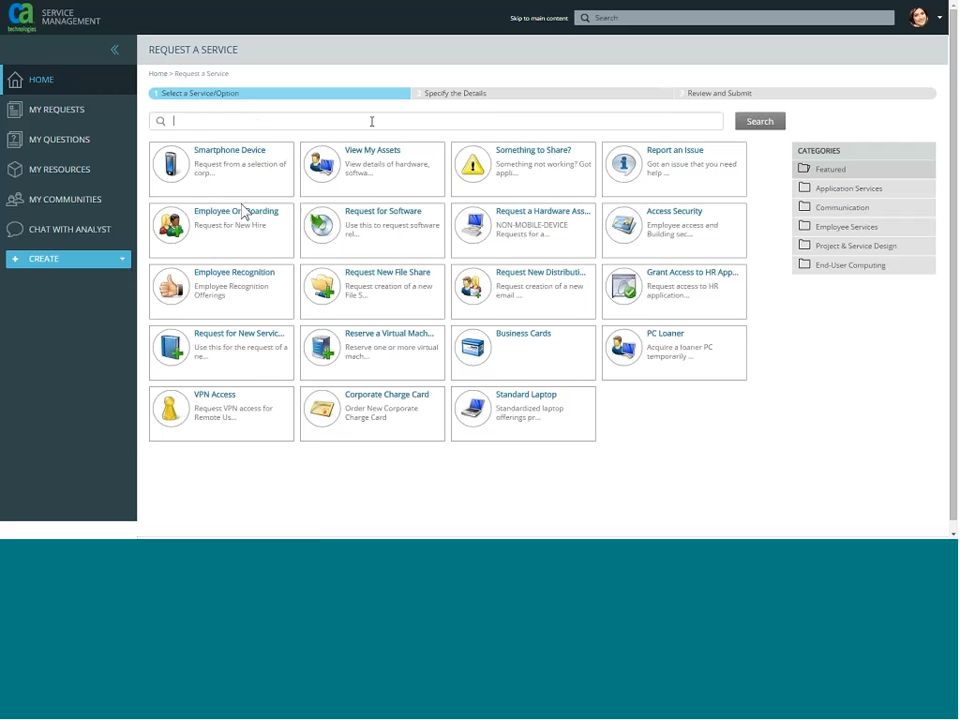 ca
technologies
SERVICE
MANAGEMENT
Skip to main content
Search
REQUEST A SERVICE
HOME
Home > Request a Service
1 Select a Service/Option
2 Specify the Details
3 Review and Submit
MY REQUESTS
MY QUESTIONS
MY RESOURCES
MY COMMUNITIES
CHAT WITH ANALYST
+ CREATE
Search
Smartphone Device
Request from a selection of
corp...
View My Assets
View details of hardware,
softwa...
Something to Share?
Something not working? Got
appli...
Report an Issue
Got an issue that you need
help ...
Employee Onboarding
Request for New Hire
Request for Software
Use this to request software
rel...
Request a Hardware Ass...
NON-MOBILE-DEVICE
Requests for a...
Access Security
Employee access and
Building sec...
Employee Recognition
Employee Recognition
Offerings
Request New File Share
Request creation of a new
File S...
Request New Distributi...
Request creation of a new
email ...
Grant Access to HR App...
Request access to HR
application...
Request for New Servic...
Use this for the request of a
ne...
Reserve a Virtual Mach...
Reserve one or more virtual
mach...
Business Cards
PC Loaner
Acquire a loaner PC
temporarily ...
VPN Access
Request VPN access for
Remote Us...
Corporate Charge Card
Order New Corporate
Charge Card
Standard Laptop
Standardized laptop
offerings pr...
CATEGORIES
Featured
Application Services
Communication
Employee Services
Project & Service Design
End-User Computing